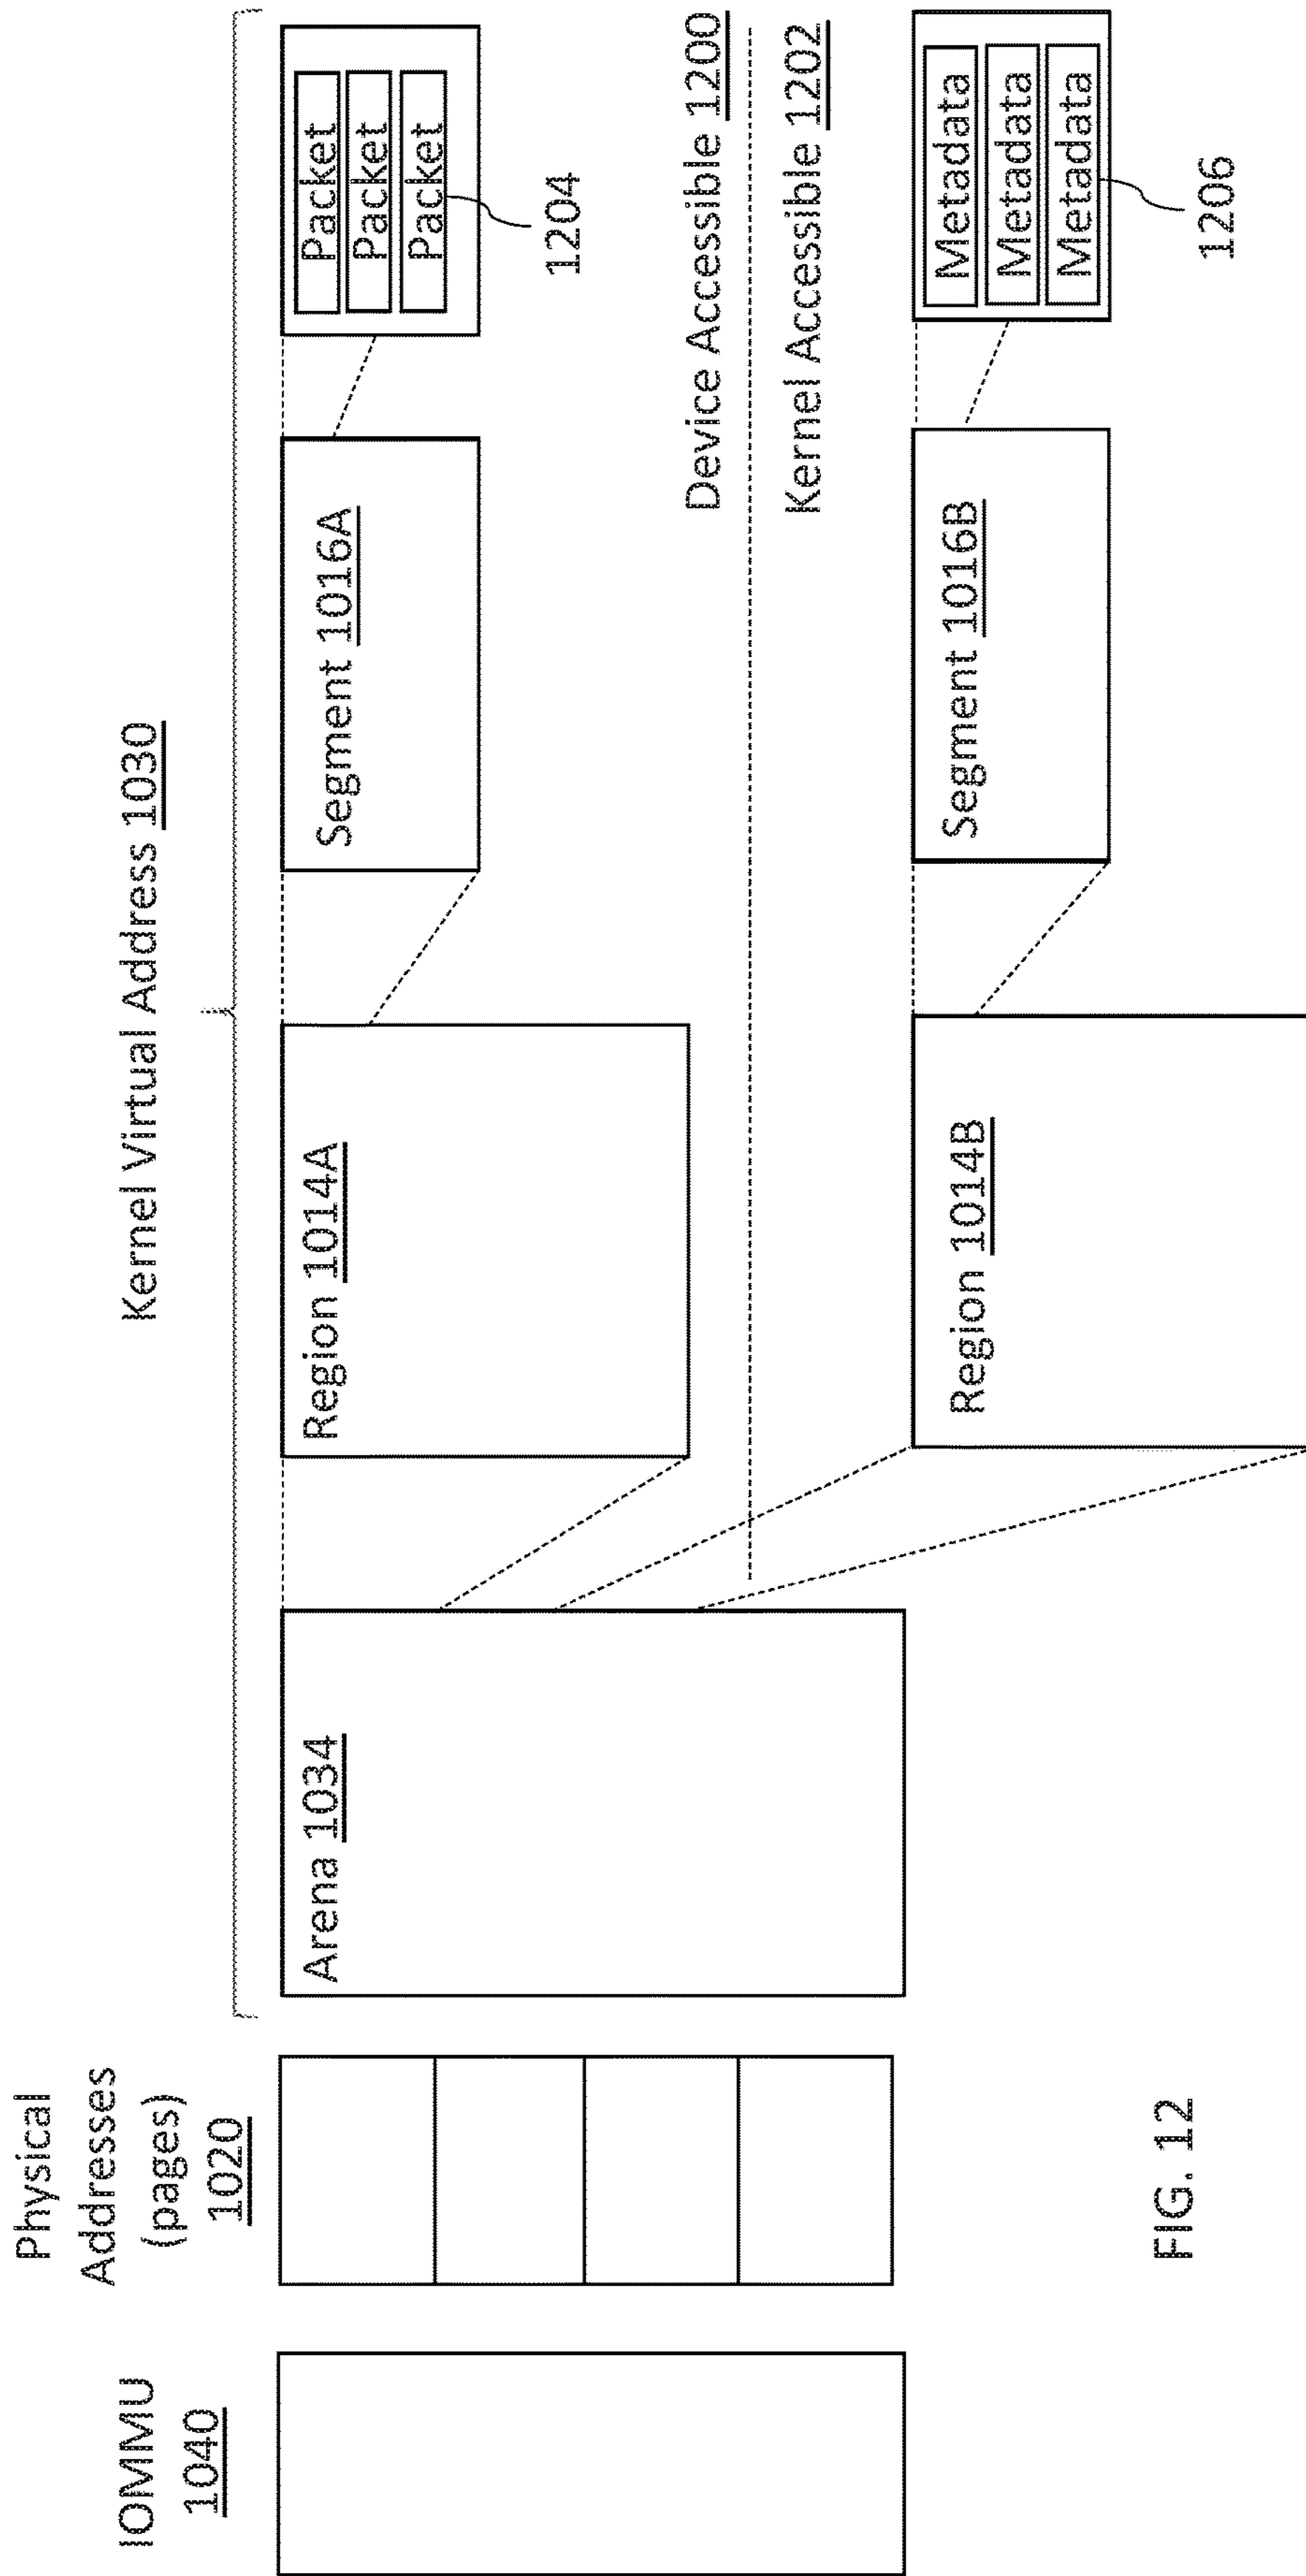 Kernel Virtual Address 1030
IOMMU
1040
Physical
Addresses
(pages)
1020
Arena 1034
Region 1014A
Segment 1016A
Packet
Packet
Packet
1204
Device Accessible 1200
Kernel Accessible 1202
Region 1014B
Segment 1016B
Metadata
Metadata
Metadata
1206
FIG. 12